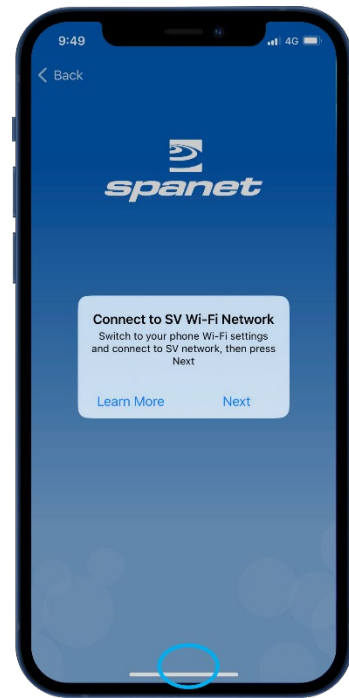 9:49
4G
Back
spanet
Connect to SV Wi-Fi Network
Switch to your phone Wi-Fi settings
and connect to SV network, then press
Next
Learn More Next